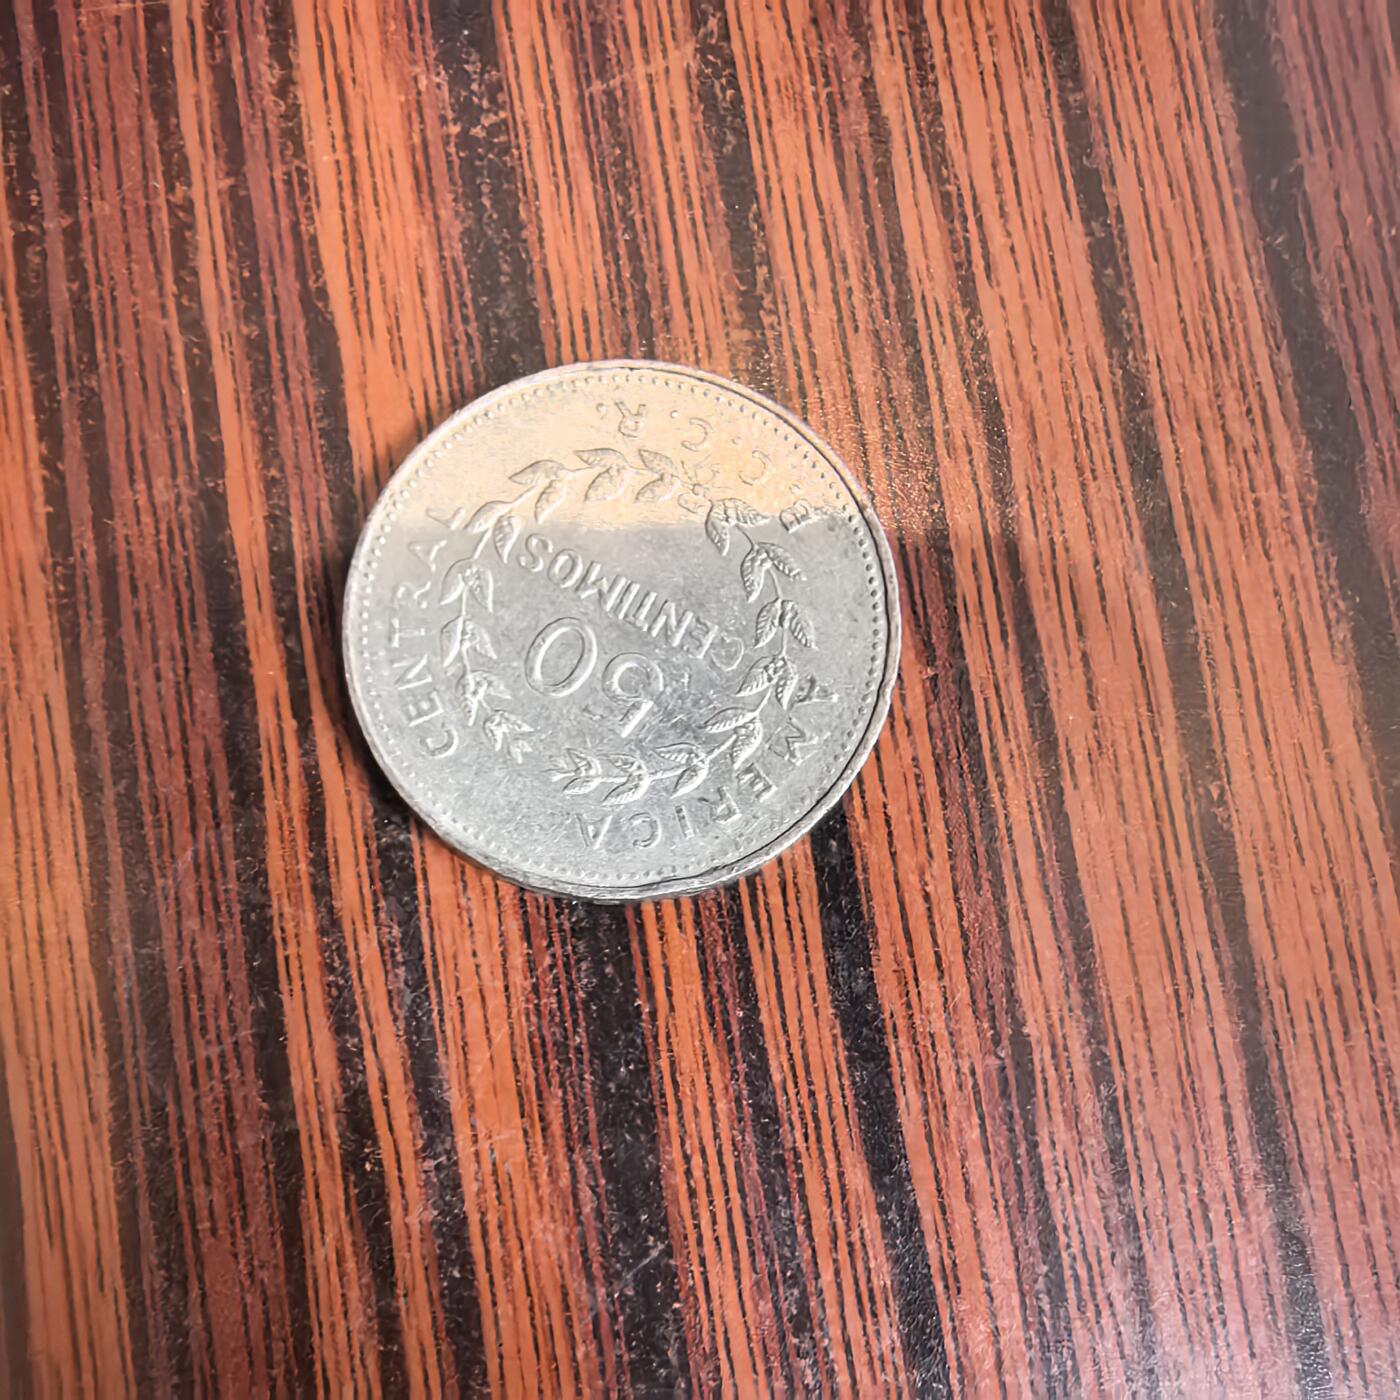 AMERICA CENTRAL
50
CENTIMOS
B.C.C.R.